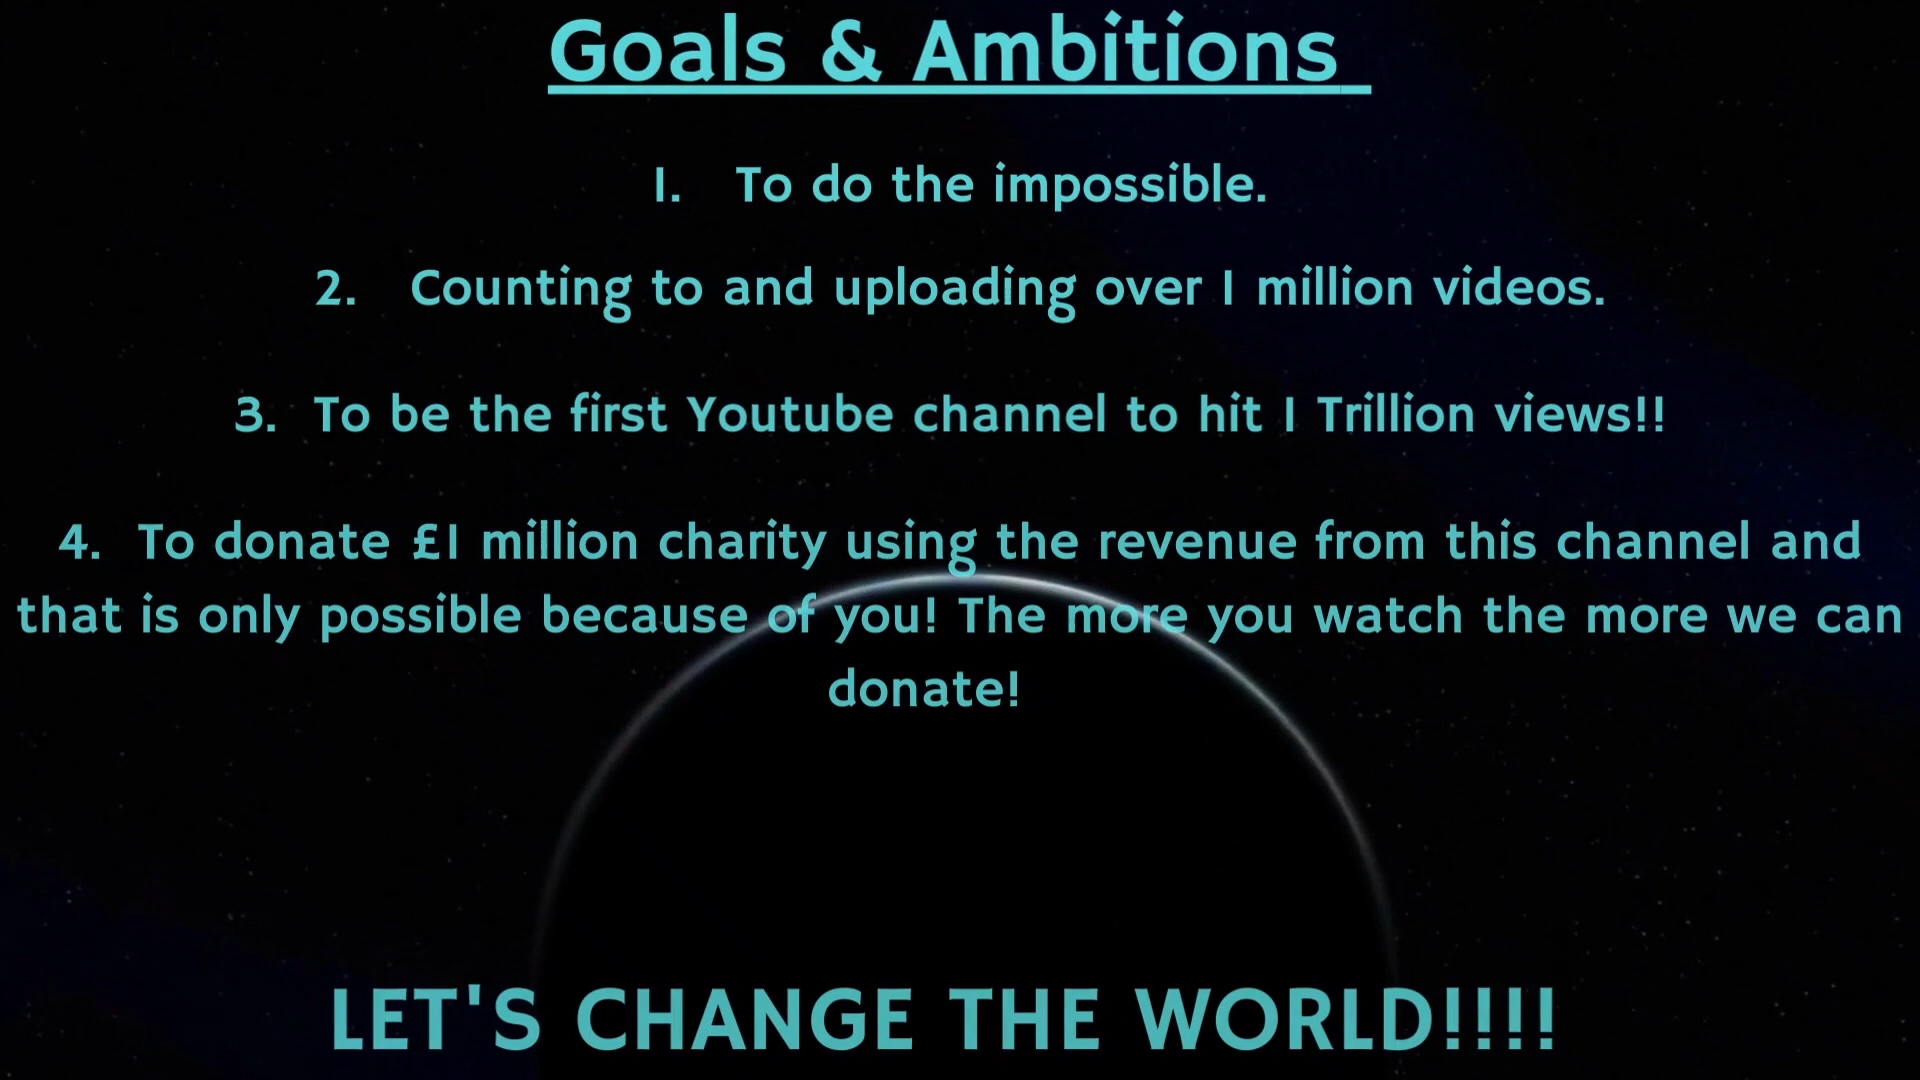 Goals & Ambitions
1. To do the impossible.
2. Counting to and uploading over 1 million videos.
3. To be the first Youtube channel to hit 1 Trillion views!!
4. To donate £1 million charity using the revenue from this channel and
that is only possible because of you! The more you watch the more we can
donate!
LET'S CHANGE THE WORLD!!!!